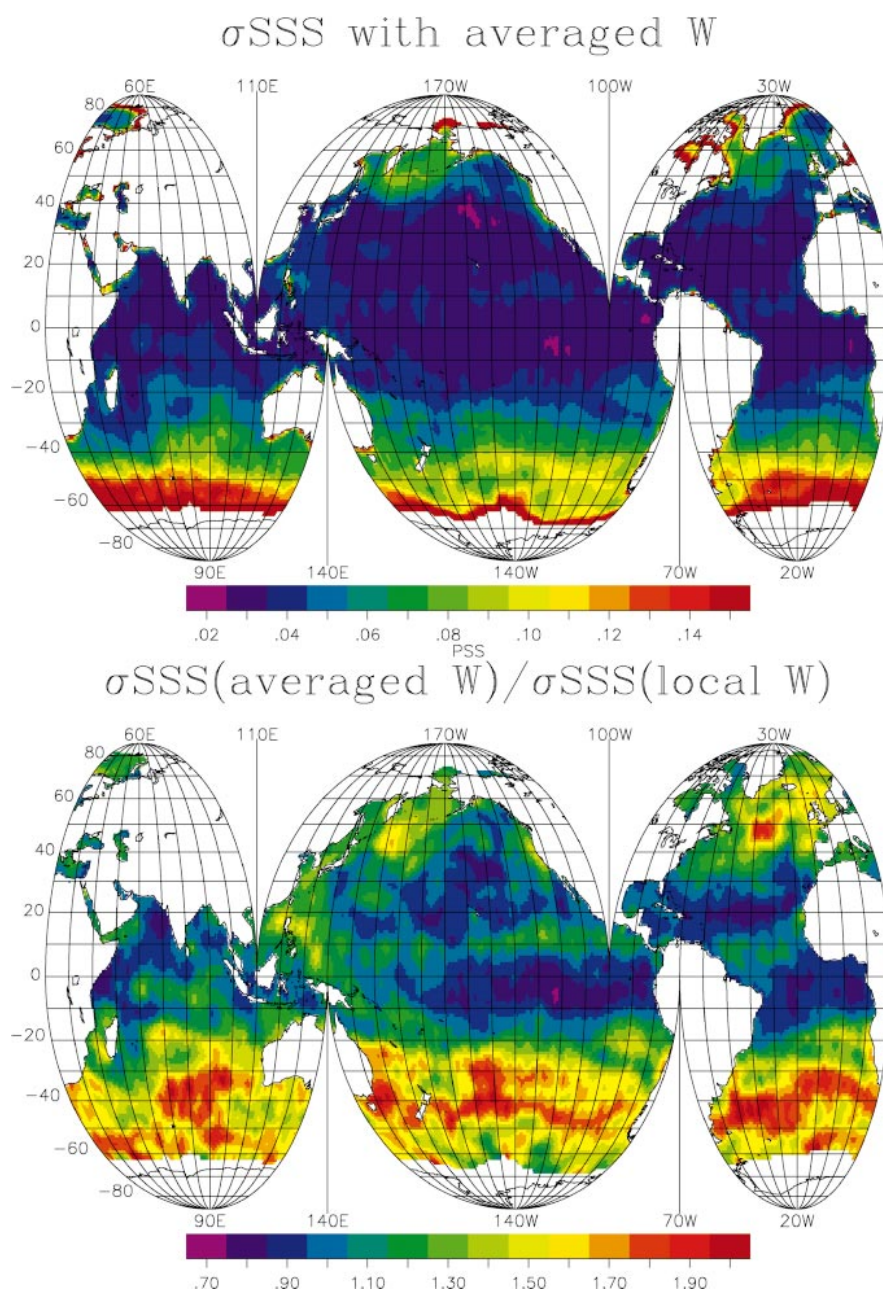 σSSS with averaged W
60E 110E 170W 100W 30W
80
60
40
20
0
−20
−40
−60
−80
90E 140E 140W 70W 20W
.02 .04 .06 .08 .10 .12 .14
PSS
σSSS(averaged W)/σSSS(local W)
60E 110E 170W 100W 30W
80
60
40
20
0
−20
−40
−60
−80
90E 140E 140W 70W 20W
.70 .90 1.10 1.30 1.50 1.70 1.90